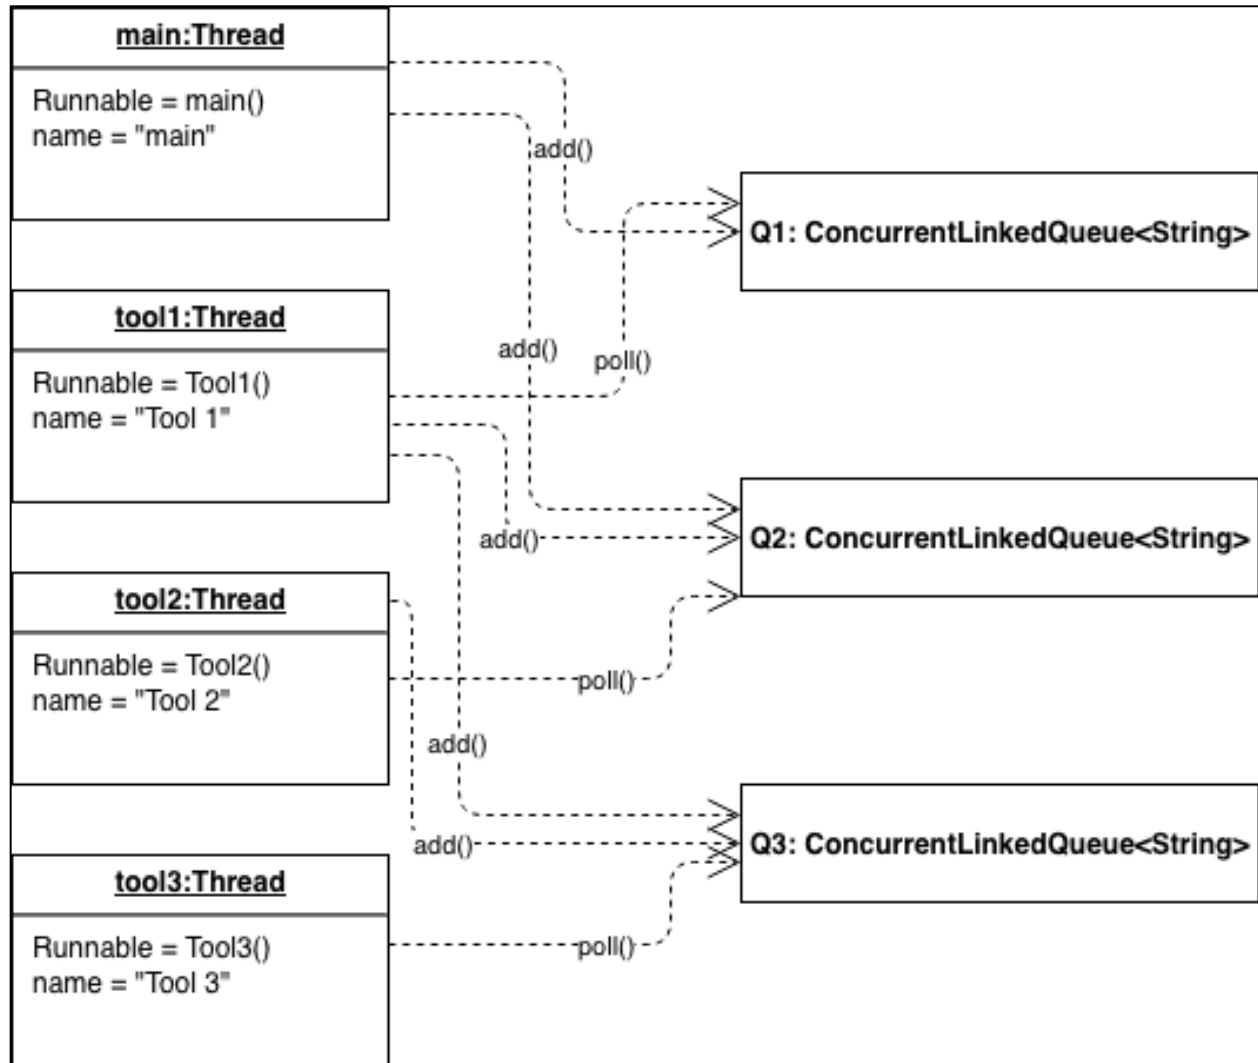 main:Thread
Runnable = main()
name = "main"
add()
Q1: ConcurrentLinkedQueue<String>
tool1:Thread
Runnable = Tool1()
name = "Tool 1"
add()
poll()
add()
Q2: ConcurrentLinkedQueue<String>
tool2:Thread
Runnable = Tool2()
name = "Tool 2"
poll()
add()
add()
Q3: ConcurrentLinkedQueue<String>
tool3:Thread
Runnable = Tool3()
name = "Tool 3"
poll()